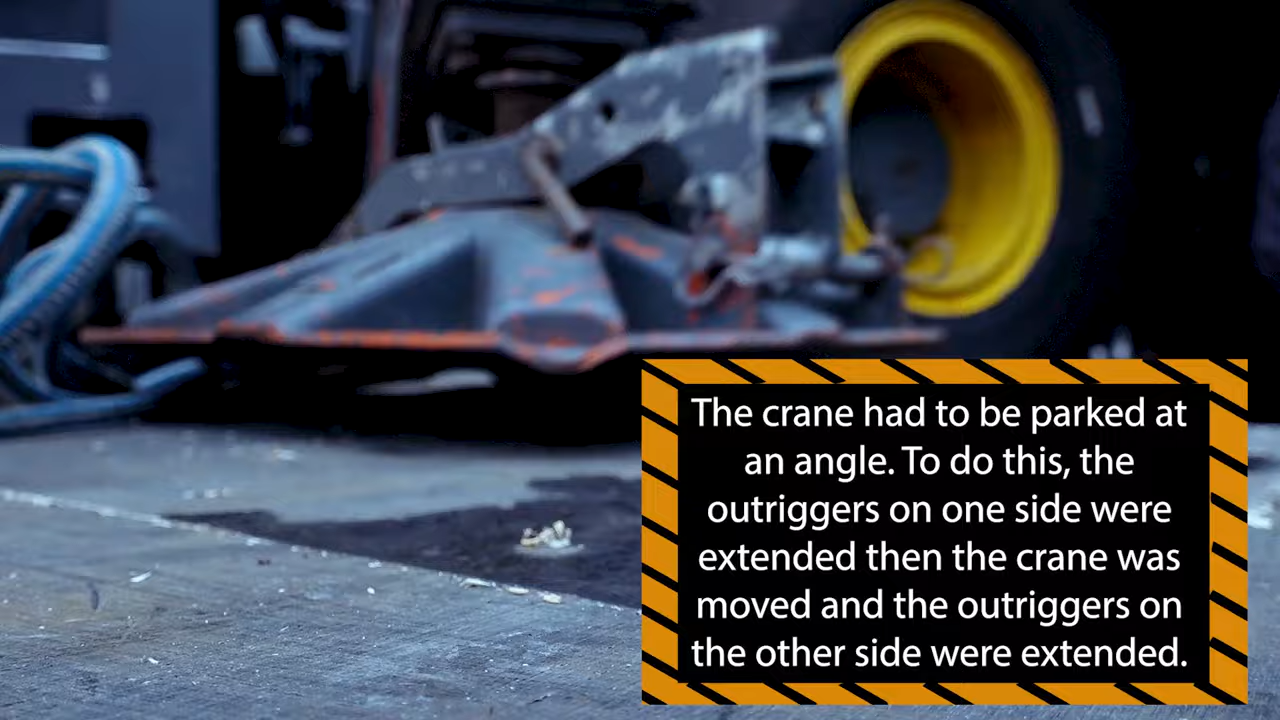 The crane had to be parked at
an angle. To do this, the
outriggers on one side were
extended then the crane was
moved and the outriggers on
the other side were extended.